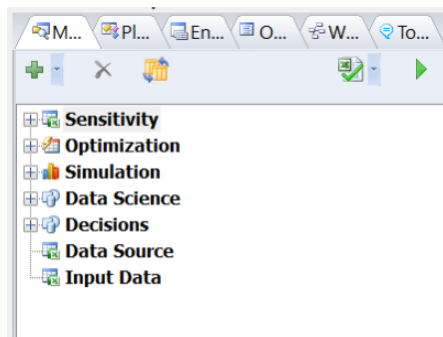 M... Pl... En... O... W... To...
Sensitivity
Optimization
Simulation
Data Science
Decisions
Data Source
Input Data